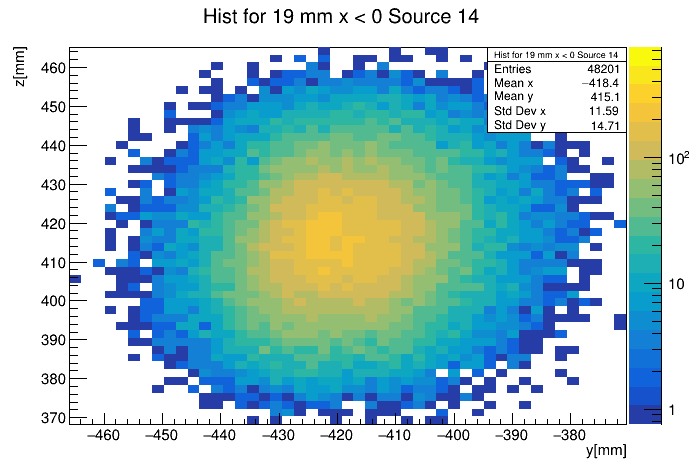 Hist for 19 mm x < 0 Source 14
z[mm]
Hist for 19 mm x < 0 Source 14
Entries 48201
Mean x −418.4
Mean y 415.1
Std Dev x 11.59
Std Dev y 14.71
460
450
440
430
420
410
400
390
380
370
−460 −450 −440 −430 −420 −410 −400 −390 −380
y[mm]
10²
10
1